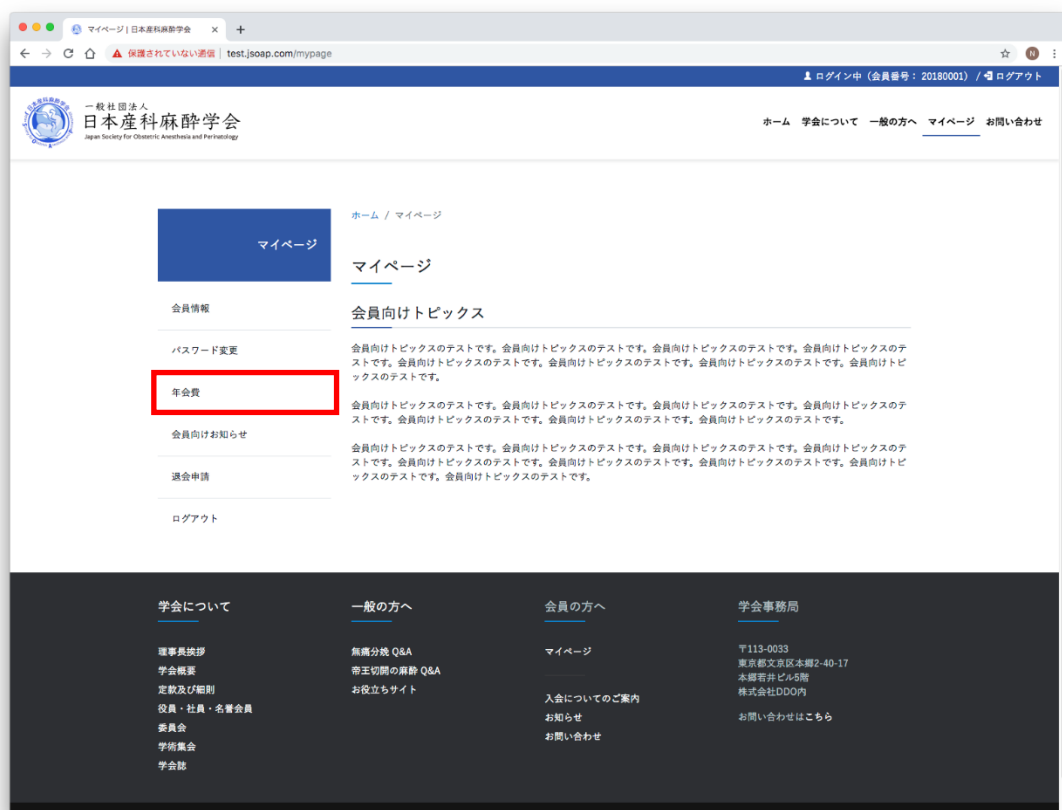 マイページ | 日本産科麻酔学会
保護されていない通信 | test.jsoap.com/mypage
N
ログイン中（会員番号： 20180001） / ログアウト
一般社団法人
日本産科麻酔学会
Japan Society for Obstetric Anesthesia and Perinatology
ホーム 学会について 一般の方へ マイページ お問い合わせ
ホーム / マイページ
マイページ
マイページ
会員情報
パスワード変更
年会費
会員向けお知らせ
退会申請
ログアウト
会員向けトピックス
会員向けトピックスのテストです。会員向けトピックスのテストです。会員向けトピックスのテストです。会員向けトピックスのテ
ストです。会員向けトピックスのテストです。会員向けトピックスのテストです。会員向けトピックスのテストです。会員向けトピ
ックスのテストです。
会員向けトピックスのテストです。会員向けトピックスのテストです。会員向けトピックスのテストです。会員向けトピックスのテ
ストです。会員向けトピックスのテストです。会員向けトピックスのテストです。会員向けトピックスのテストです。
会員向けトピックスのテストです。会員向けトピックスのテストです。会員向けトピックスのテストです。会員向けトピックスのテ
ストです。会員向けトピックスのテストです。会員向けトピックスのテストです。会員向けトピックスのテストです。会員向けトピ
ックスのテストです。会員向けトピックスのテストです。
学会について
理事長挨拶
学会概要
定款及び細則
役員・社員・名誉会員
委員会
学術集会
学会誌
一般の方へ
無痛分娩 Q&A
帝王切開の麻酔 Q&A
お役立ちサイト
会員の方へ
マイページ
入会についてのご案内
お知らせ
お問い合わせ
学会事務局
〒113-0033
東京都文京区本郷2-40-17
本郷若井ビル5階
株式会社DDO内
お問い合わせはこちら